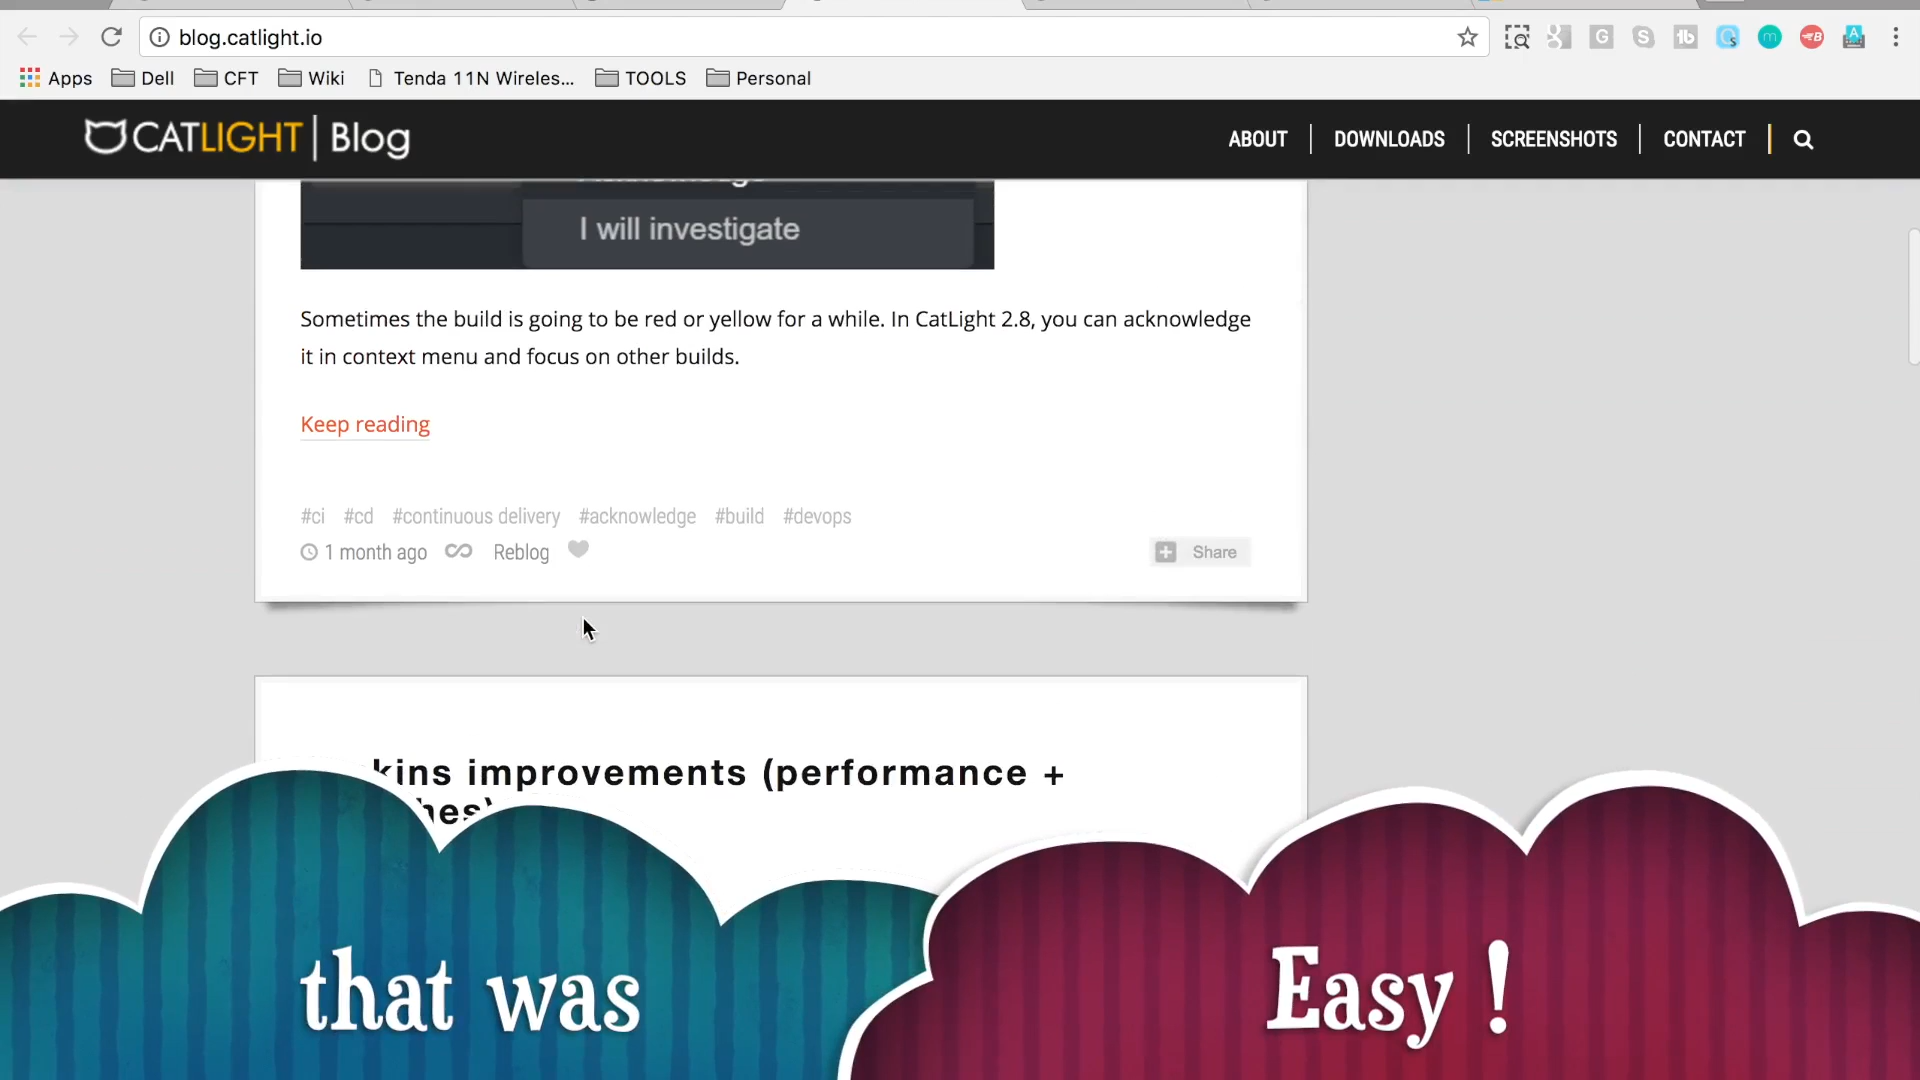 blog.catlight.io
Apps Dell CFT Wiki Tenda 11N Wireles... TOOLS Personal
CATLIGHT | Blog ABOUT DOWNLOADS SCREENSHOTS CONTACT
I will investigate
Sometimes the build is going to be red or yellow for a while. In CatLight 2.8, you can acknowledge
it in context menu and focus on other builds.
Keep reading
#ci #cd #continuous delivery #acknowledge #build #devops
1 month ago Reblog Share
improvements (performance +
that was Easy !